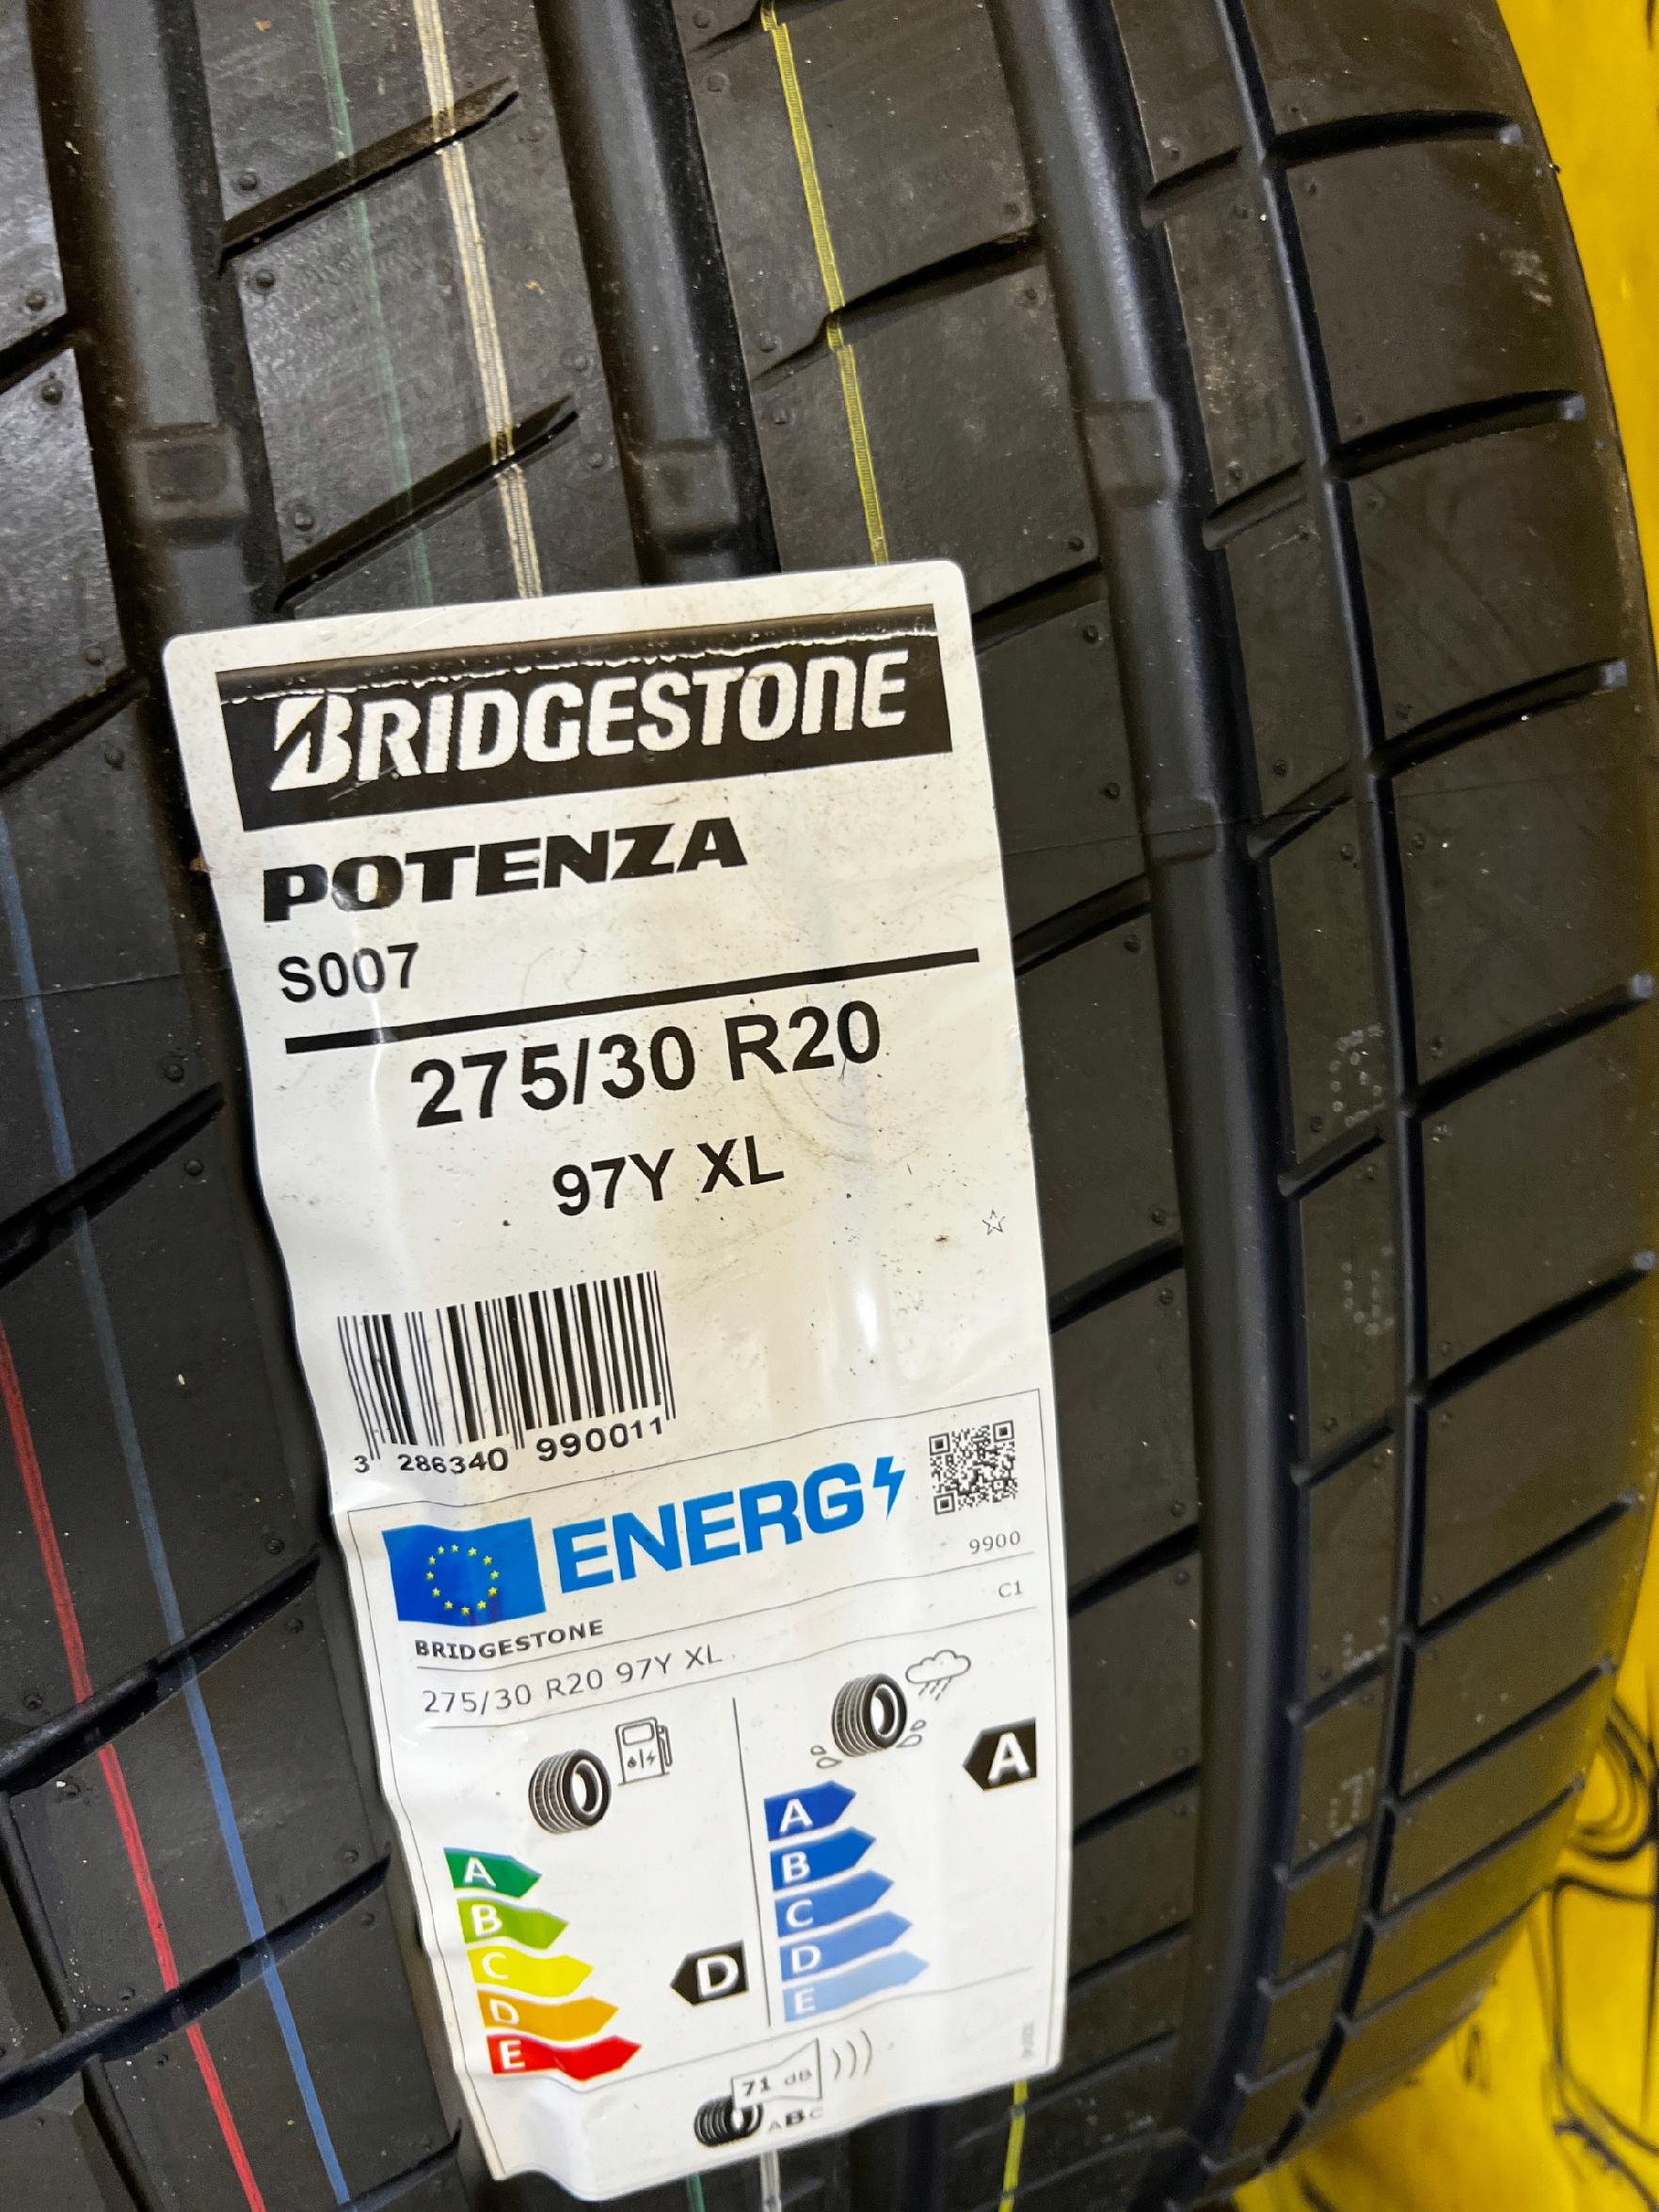 BRIDGESTONE
POTENZA
S007
275/30 R20
97Y XL
☆
3 286340 990011
ENERG
9900
BRIDGESTONE
C1
275/30 R20 97Y XL
A
A
B
C
D
E
D
A
B
C
D
E
71 dB
ABC